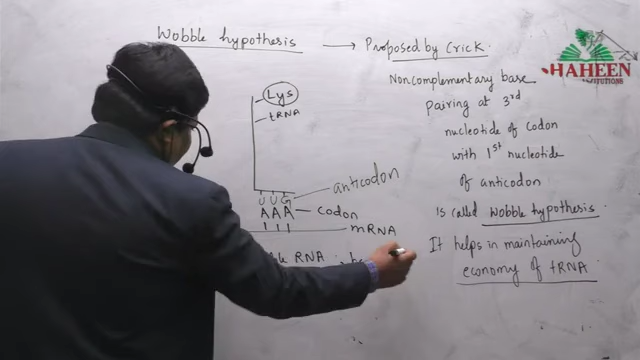 Wobble hypothesis → Proposed by Crick.
HAHEEN
Lys
tRNA
U U G
anticodon
AAA
codon
mRNA
RNA
Noncomplementary base
pairing at 3rd
nucleotide of codon
with 1st nucleotide
of anticodon
is called Wobble hypothesis.
It helps in maintaining
economy of tRNA